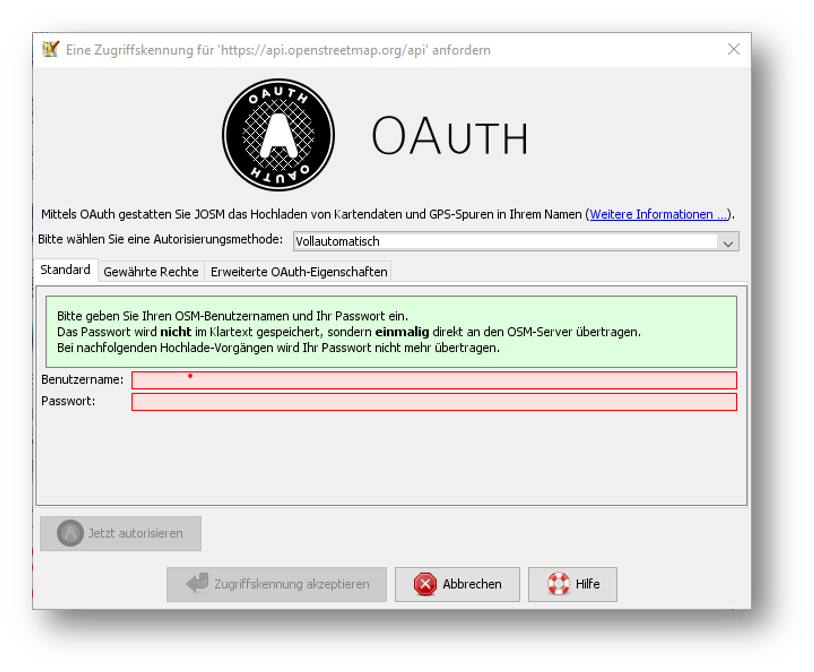 Eine Zugriffskennung für 'https://api.openstreetmap.org/api' anfordern
OAUTH
A
OAUTH
OAUTH
Mittels OAuth gestatten Sie JOSM das Hochladen von Kartendaten und GPS-Spuren in Ihrem Namen (Weitere Informationen ...).
Bitte wählen Sie eine Autorisierungsmethode: Vollautomatisch
Standard Gewährte Rechte Erweiterte OAuth-Eigenschaften
Bitte geben Sie Ihren OSM-Benutzernamen und Ihr Passwort ein.
Das Passwort wird nicht im Klartext gespeichert, sondern einmalig direkt an den OSM-Server übertragen.
Bei nachfolgenden Hochlade-Vorgängen wird Ihr Passwort nicht mehr übertragen.
Benutzername:
Passwort:
A Jetzt autorisieren
Zugriffskennung akzeptieren Abbrechen Hilfe